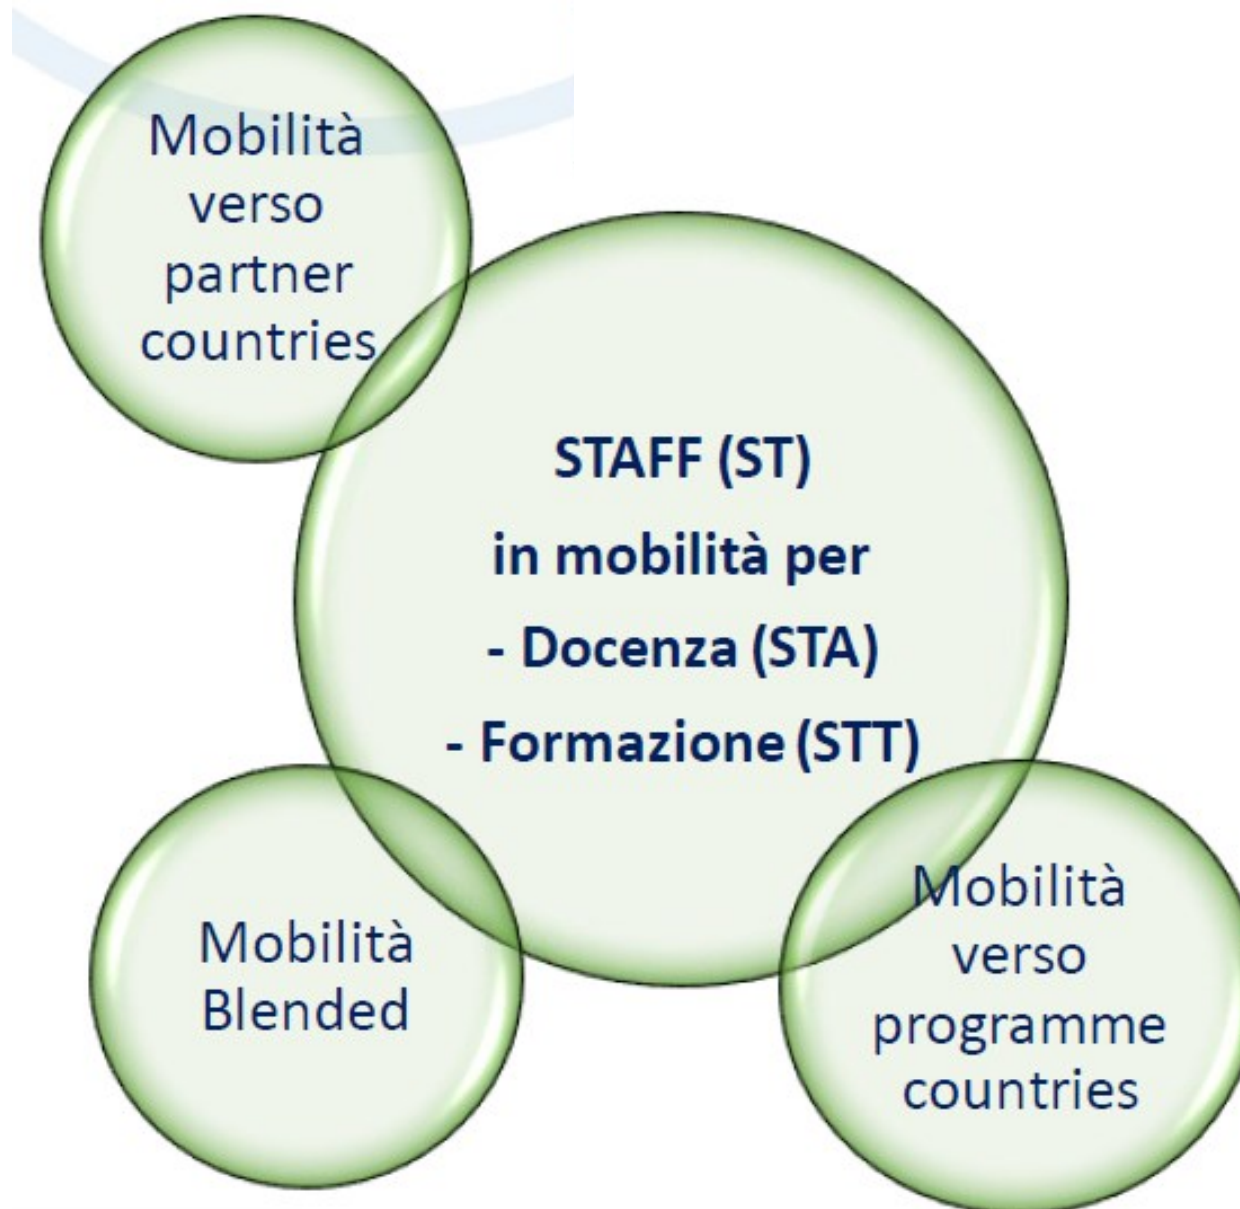 Mobilità
verso
partner
countries
STAFF (ST)
in mobilità per
- Docenza (STA)
- Formazione (STT)
Mobilità
Blended
Mobilità
verso
programme
countries